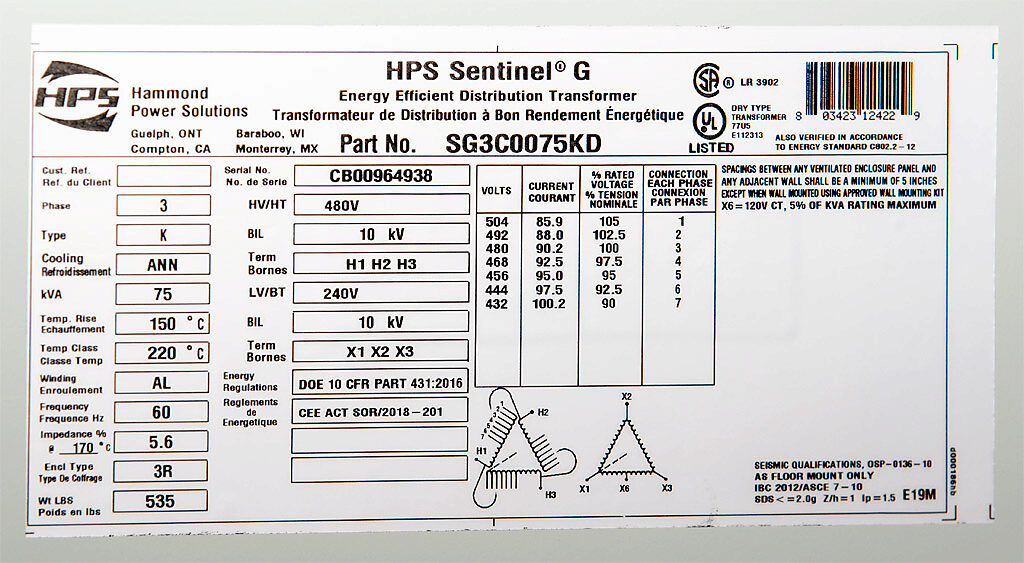 HPS Sentinel® G
Energy Efficient Distribution Transformer
Transformateur de Distribution à Bon Rendement Énergétique
HPS
Hammond
Power Solutions
Guelph, ONT Baraboo, WI
Compton, CA Monterrey, MX
Part No. SG3C0075KD
SA ® LR 3902
UL ®
LISTED
DRY TYPE
TRANSFORMER
77U5
E112313
8 03423 12422 9
ALSO VERIFIED IN ACCORDANCE
TO ENERGY STANDARD C802.2-12
Cust. Ref.
Ref. du Client
Phase 3
Type K
Cooling
Refroidissement ANN
kVA 75
Temp. Rise
Echauffement 150 °C
Temp Class
Classe Temp 220 °C
Winding
Enroulement AL
Frequency
Frequence Hz 60
Impedance %
@ 170 °C 5.6
Encl Type
Type De Coffrage 3R
Wt LBS
Poids en lbs 535
Serial No.
No. de Serie CB00964938
HV/HT 480V
BIL 10 kV
Term
Bornes H1 H2 H3
LV/BT 240V
BIL 10 kV
Term
Bornes X1 X2 X3
Energy
Regulations DOE 10 CFR PART 431:2016
Reglements
de
Energetique CEE ACT SOR/2018-201
VOLTS
CURRENT
COURANT
% RATED
VOLTAGE
% TENSION
NOMINALE
CONNECTION
EACH PHASE
CONNEXION
PAR PHASE
504 85.9 105 1
492 88.0 102.5 2
480 90.2 100 3
468 92.5 97.5 4
456 95.0 95 5
444 97.5 92.5 6
432 100.2 90 7
SPACINGS BETWEEN ANY VENTILATED ENCLOSURE PANEL AND
ANY ADJACENT WALL SHALL BE A MINIMUM OF 5 INCHES
EXCEPT WHEN WALL MOUNTED USING APPROVED WALL MOUNTING KIT
X6=120V CT, 5% OF KVA RATING MAXIMUM
1
2
3
4
5
6
7
H1
H2
H3
X2
X1 X6 X3
SEISMIC QUALIFICATIONS, OSP-0136-10
AS FLOOR MOUNT ONLY
IBC 2012/ASCE 7-10
SDS<=2.0g Z/h=1 Ip=1.5 E19M